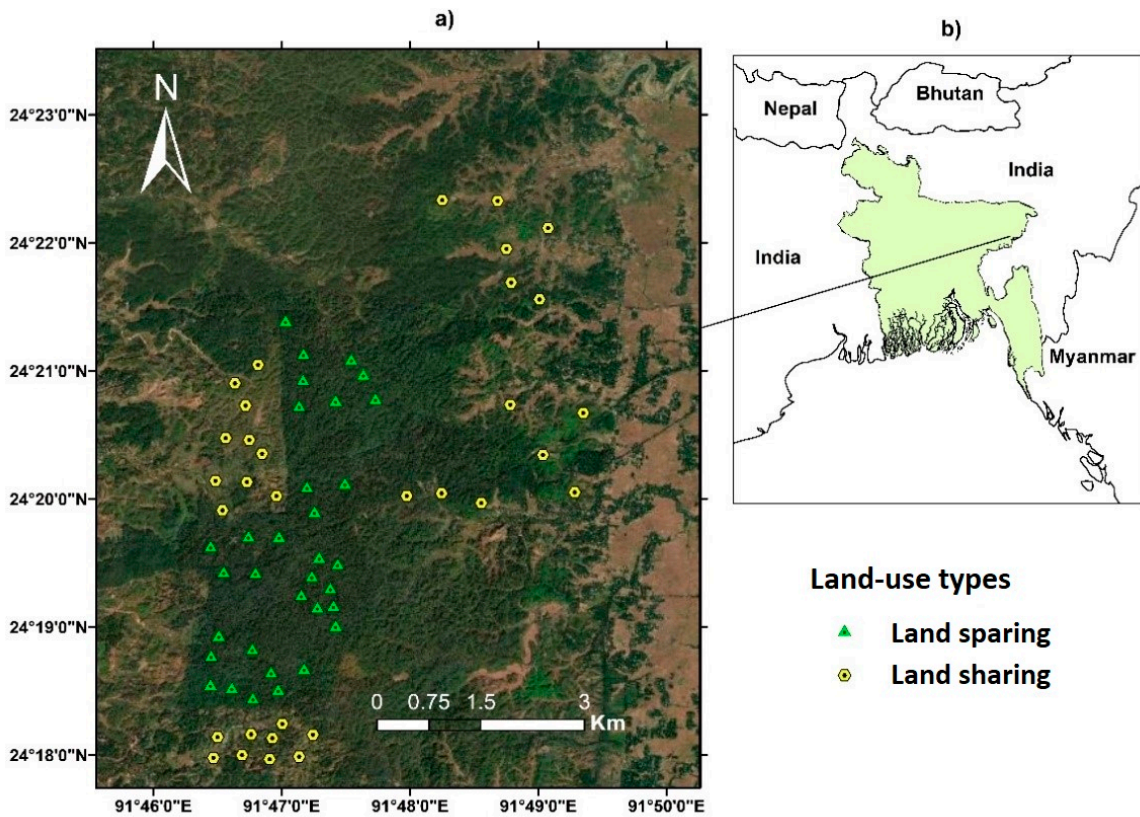 a)
b)
N
24°23'0"N
24°22'0"N
24°21'0"N
24°20'0"N
24°19'0"N
24°18'0"N
0 0.75 1.5 3
Km
91°46'0"E 91°47'0"E 91°48'0"E 91°49'0"E 91°50'0"E
Nepal
Bhutan
India
India
Myanmar
Land-use types
Land sparing
Land sharing